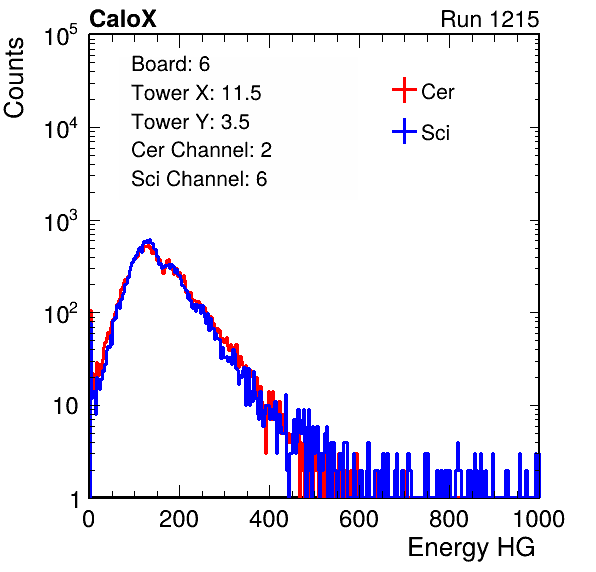 CaloX Run 1215
Counts
10^5
10^4
10^3
10^2
10
1
Board: 6
Tower X: 11.5
Tower Y: 3.5
Cer Channel: 2
Sci Channel: 6
Cer
Sci
0 200 400 600 800 1000
Energy HG